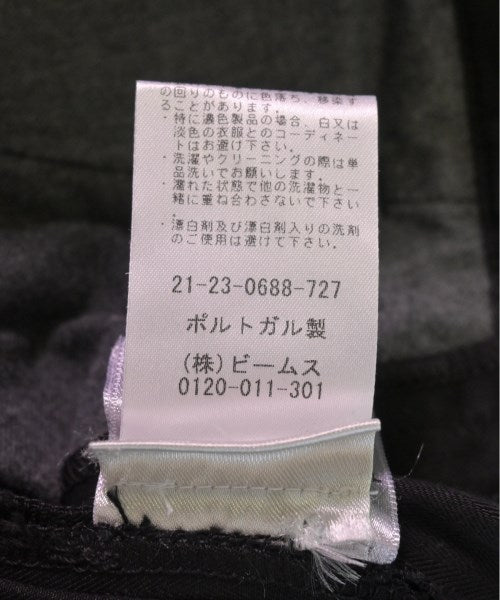 の回りのものに色落ち、移染す
ることがあります。
・特に濃色製品の場合、白又は
淡色の衣服とのコーディネー
トはお避け下さい。
・洗濯やクリーニングの際は単
品洗いでお願いします。
・濡れた状態で他の洗濯物と一
緒に重ね合わさないで下さい
。
・漂白剤及び漂白剤入りの洗剤
のご使用は避けて下さい。
21-23-0688-727
ポルトガル製
(株)ビームス
0120-011-301